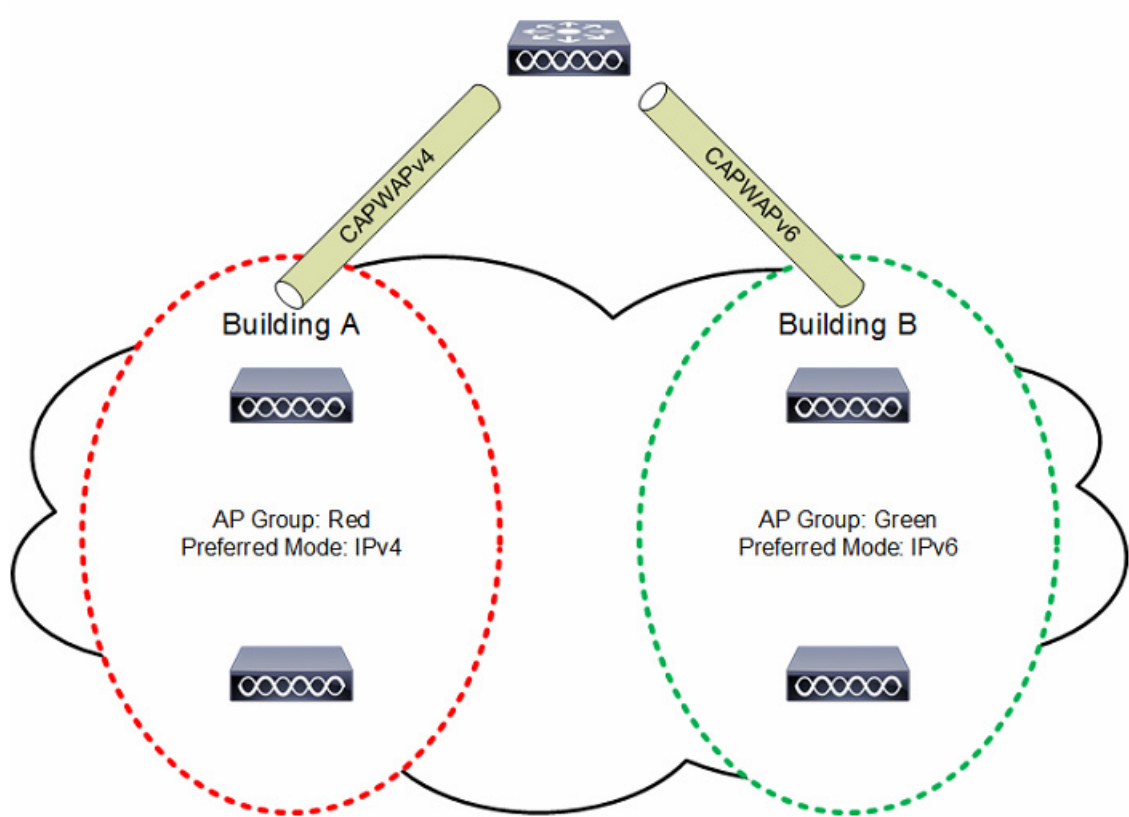 CAPWAPv4
CAPWAPv6
Building A
Building B
AP Group: Red
Preferred Mode: IPv4
AP Group: Green
Preferred Mode: IPv6